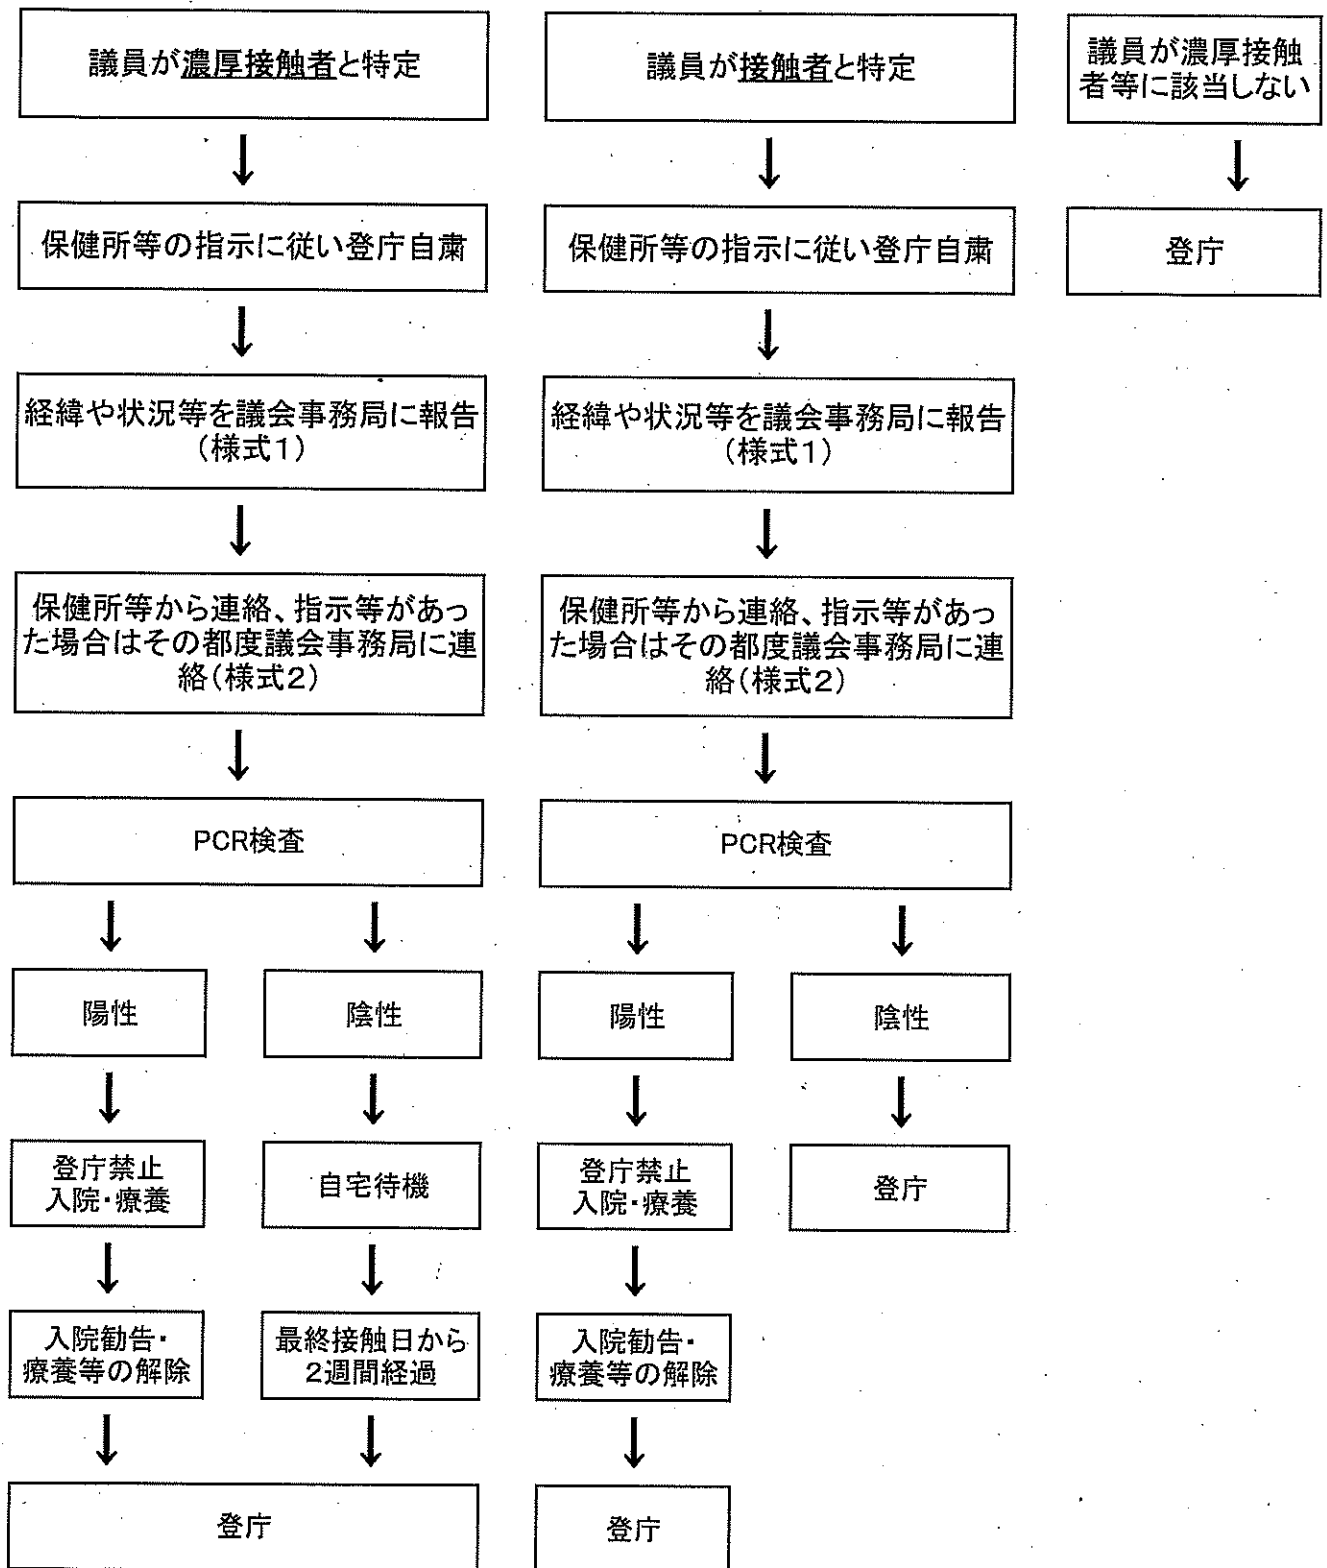 議員が濃厚接触者と特定
保健所等の指示に従い登庁自粛
経緯や状況等を議会事務局に報告
(様式1)
保健所等から連絡、指示等があっ
た場合はその都度議会事務局に連
絡(様式2)
PCR検査
陽性
登庁禁止
入院・療養
入院勧告・
療養等の解除
陰性
自宅待機
最終接触日から
2週間経過
登庁
議員が接触者と特定
保健所等の指示に従い登庁自粛
経緯や状況等を議会事務局に報告
(様式1)
保健所等から連絡、指示等があっ
た場合はその都度議会事務局に連
絡(様式2)
PCR検査
陽性
登庁禁止
入院・療養
入院勧告・
療養等の解除
登庁
陰性
登庁
議員が濃厚接触
者等に該当しない
登庁